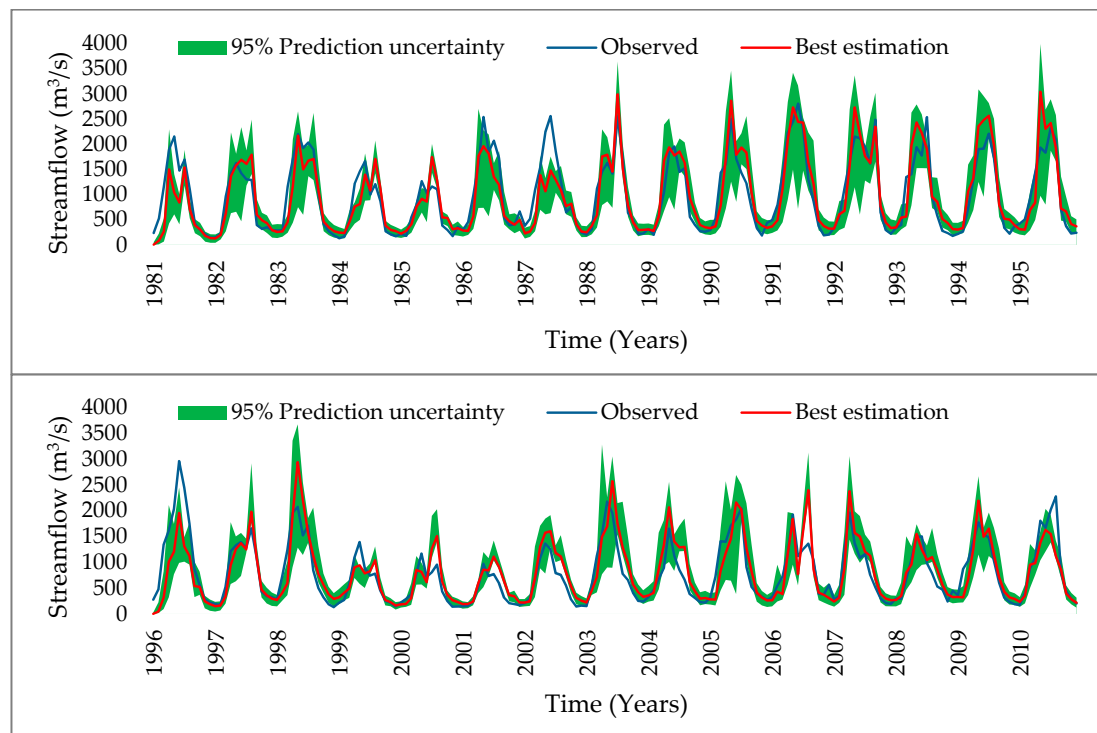 4000
95% Prediction uncertainty Observed Best estimation
3500
3000
2500
2000
1500
1000
500
0
Streamflow (m³/s)
1981 1982 1983 1984 1985 1986 1987 1988 1989 1990 1991 1992 1993 1994 1995
Time (Years)
4000
95% Prediction uncertainty Observed Best estimation
3500
3000
2500
2000
1500
1000
500
0
Streamflow (m³/s)
1996 1997 1998 1999 2000 2001 2002 2003 2004 2005 2006 2007 2008 2009 2010
Time (Years)